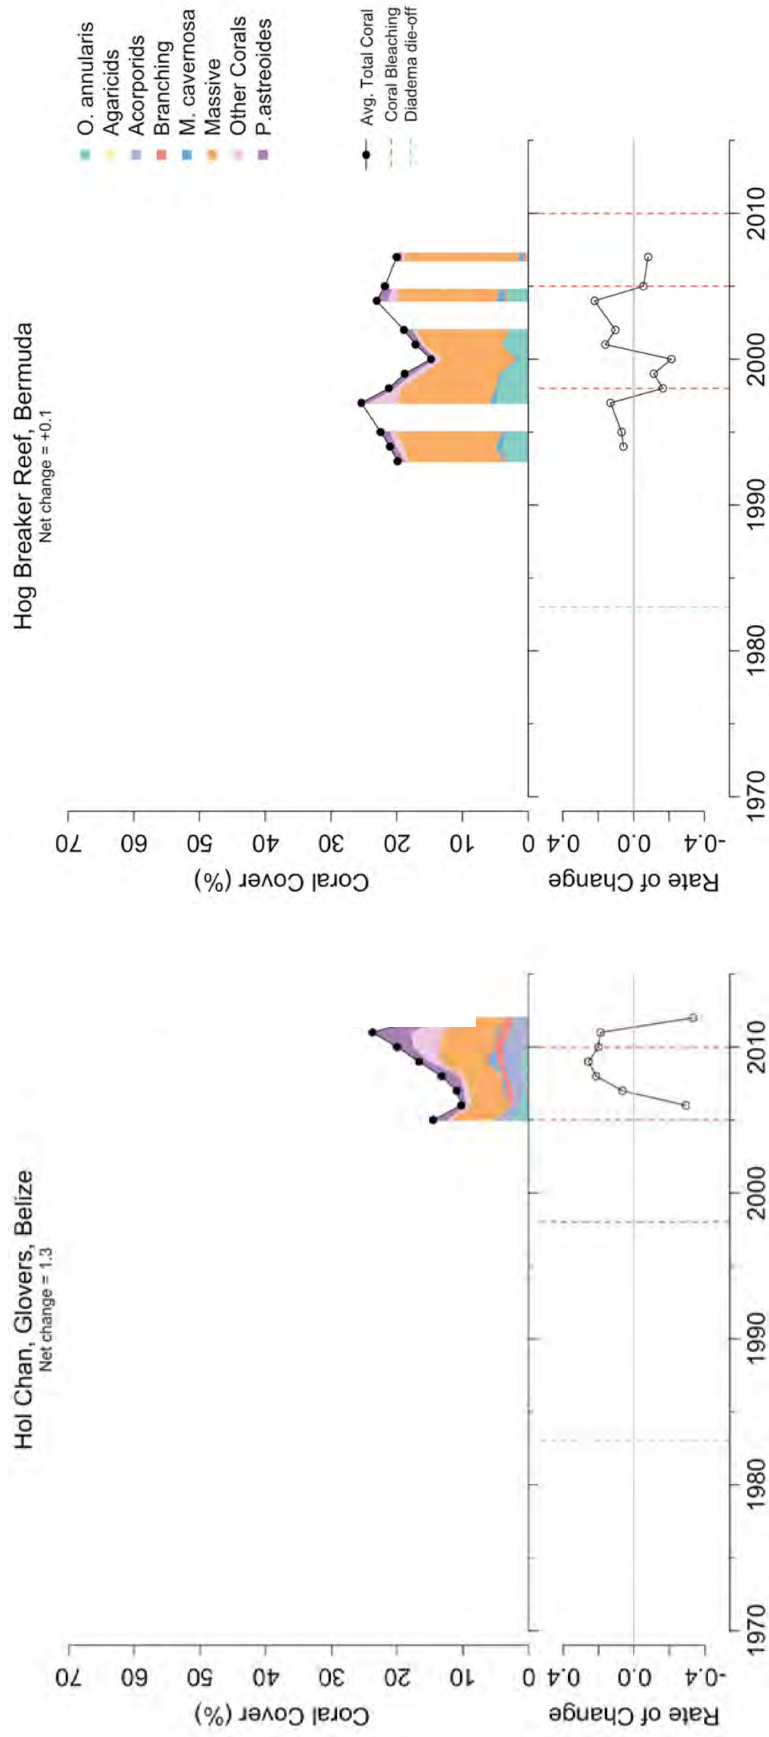 Hol Chan, Glovers, Belize
Net change = 1.3
Coral Cover (%)
70
60
50
40
30
20
10
0
Rate of Change
0.4
0.0
-0.4
1970
1980
1990
2000
2010
Hog Breaker Reef, Bermuda
Net change = +0.1
Coral Cover (%)
70
60
50
40
30
20
10
0
Rate of Change
0.4
0.0
-0.4
1970
1980
1990
2000
2010
O. annularis
Agaricids
Acorporids
Branching
M. cavernosa
Massive
Other Corals
P.astreoides
Avg. Total Coral
Coral Bleaching
Diadema die-off